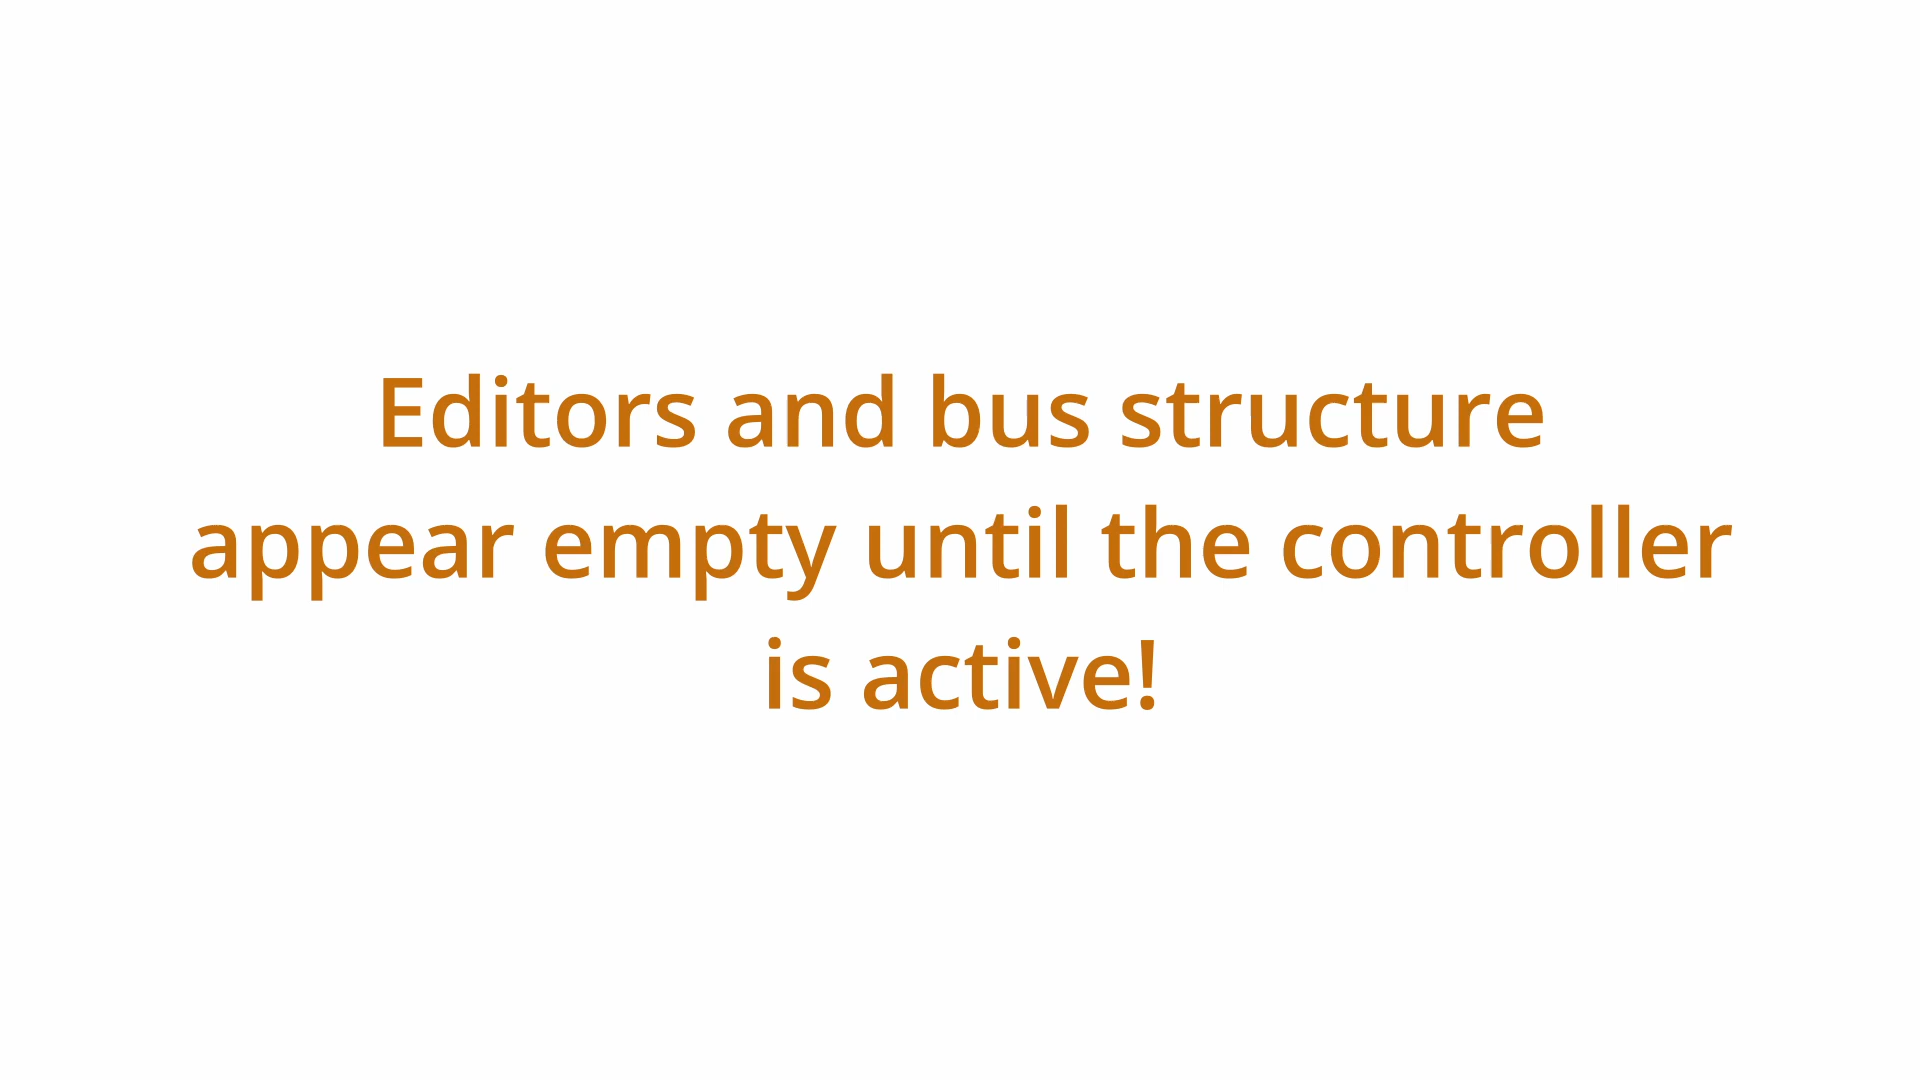 Editors and bus structure
appear empty until the controller
is active!